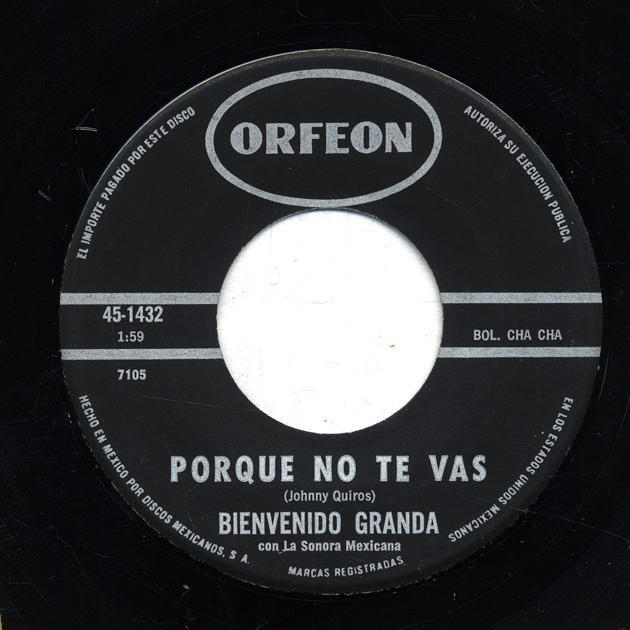 ORFEON
EL IMPORTE PAGADO POR ESTE DISCO
AUTORIZA SU EJECUCION PUBLICA
45-1432
1:59
BOL. CHA CHA
7105
PORQUE NO TE VAS
(Johnny Quiros)
BIENVENIDO GRANDA
con La Sonora Mexicana
HECHO EN MEXICO POR DISCOS MEXICANOS, S A.
MARCAS REGISTRADAS
EN LOS ESTADOS UNIDOS MEXICANOS